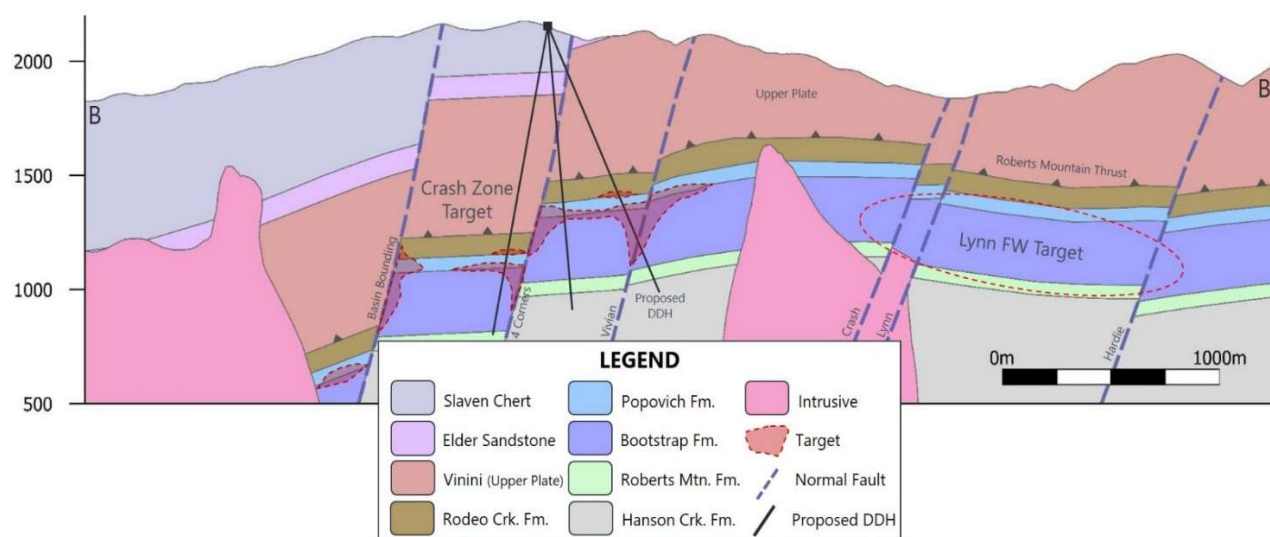 2000
1500
1000
500
B
B
Upper Plate
Roberts Mountain Thrust
Crash Zone
Target
Lynn FW Target
Basin Bounding
4 Corners
Vivian
Proposed
DDH
Crash
Lynn
Hardie
0m 1000m
LEGEND
Slaven Chert
Elder Sandstone
Vinini (Upper Plate)
Rodeo Crk. Fm.
Popovich Fm.
Bootstrap Fm.
Roberts Mtn. Fm.
Hanson Crk. Fm.
Intrusive
Target
Normal Fault
Proposed DDH